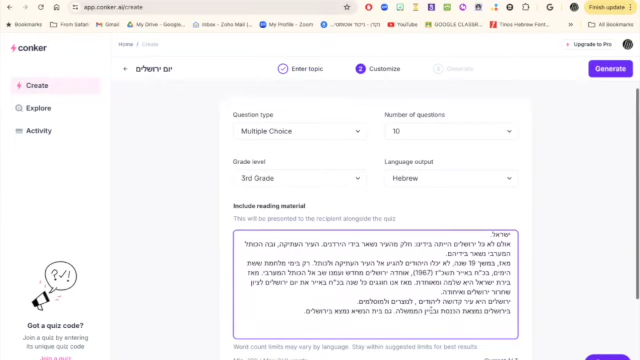 app.conker.ai/create
Finish update
Bookmarks
From Safari
Gmail
My Drive - Google...
Inbox - Zoho Mail (...
My Profile - Zoom
YouTube
GOOGLE CLASSR...
Tines Hebrew Font...
All Bookmarks
conker
Home / Create
Upgrade to Pro
יום ירושלים
Enter topic
2 Customize
3 Generate
Generate
Create
Explore
Activity
Question type
Number of questions
Multiple Choice
10
Grade level
Language output
3rd Grade
Hebrew
Include reading material
This will be presented to the recipient alongside the quiz
ישראל.
אולם לא כל ירושלים הייתה בידינו: חלק מהעיר נשאר בידי הירדנים. העיר העתיקה, ובה הכותל
המערבי נשאר בידיהם.
מאז, במשך 19 שנה, לא יכלו היהודים להגיע אל העיר העתיקה ולכותל. רק בימי מלחמת ששת
הימים, בכ"ח באייר תשכ"ז (1967), אוחדה ירושלים מחדש ועמנו שב אל הכותל המערבי. מאז
בירת ישראל היא שלמה ומאוחדת. מאז אנו חוגגים כל שנה בכ"ח באייר את יום ירושלים לציון
שחרור ירושלים ואיחודה.
ירושלים היא עיר קדושה ליהודים , לנוצרים ולמוסלמים.
בירושלים נמצאת הכנסת ובניין הממשלה. גם בית הנשיא נמצא בירושלים.
Word count limits may vary by language. Stay within suggested limits for best results.
Got a quiz code?
Join a quiz by entering
its unique quiz code
Join a quiz